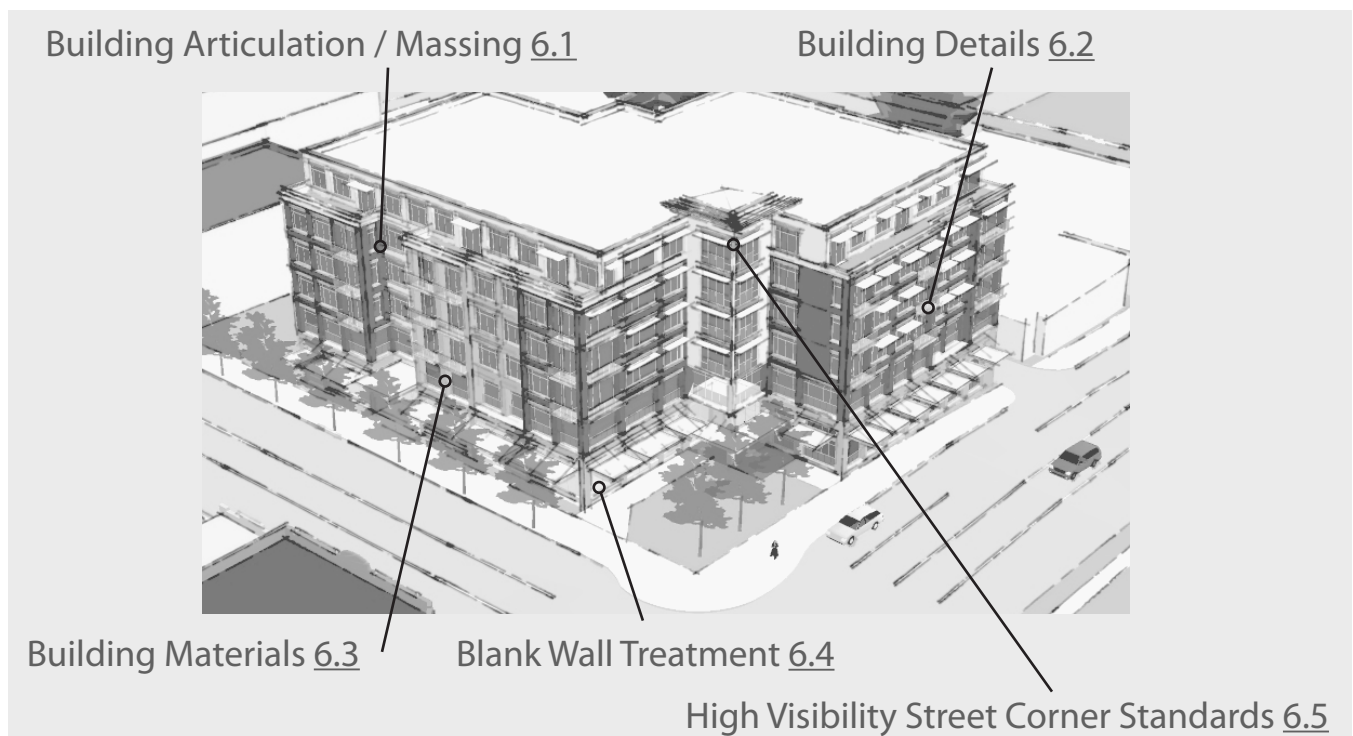 Building Articulation / Massing 6.1
Building Details 6.2
Building Materials 6.3
Blank Wall Treatment 6.4
High Visibility Street Corner Standards 6.5